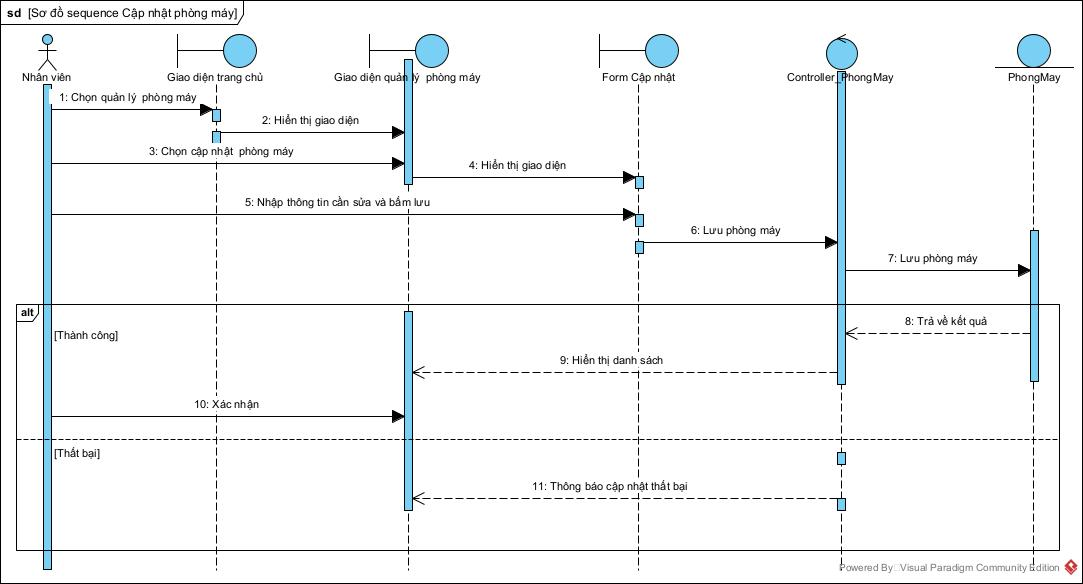 sd [Sơ đồ sequence Cập nhật phòng máy]
Nhân viên
Giao diện trang chủ
Giao diện quản lý phòng máy
Form Cập nhật
Controller_PhongMay
PhongMay
1: Chọn quản lý phòng máy
2: Hiển thị giao diện
3: Chọn cập nhật phòng máy
4: Hiển thị giao diện
5: Nhập thông tin cần sửa và bấm lưu
6: Lưu phòng máy
7: Lưu phòng máy
alt
[Thành công]
8: Trả về kết quả
9: Hiển thị danh sách
10: Xác nhận
[Thất bại]
11: Thông báo cập nhật thất bại
Powered By Visual Paradigm Community Edition